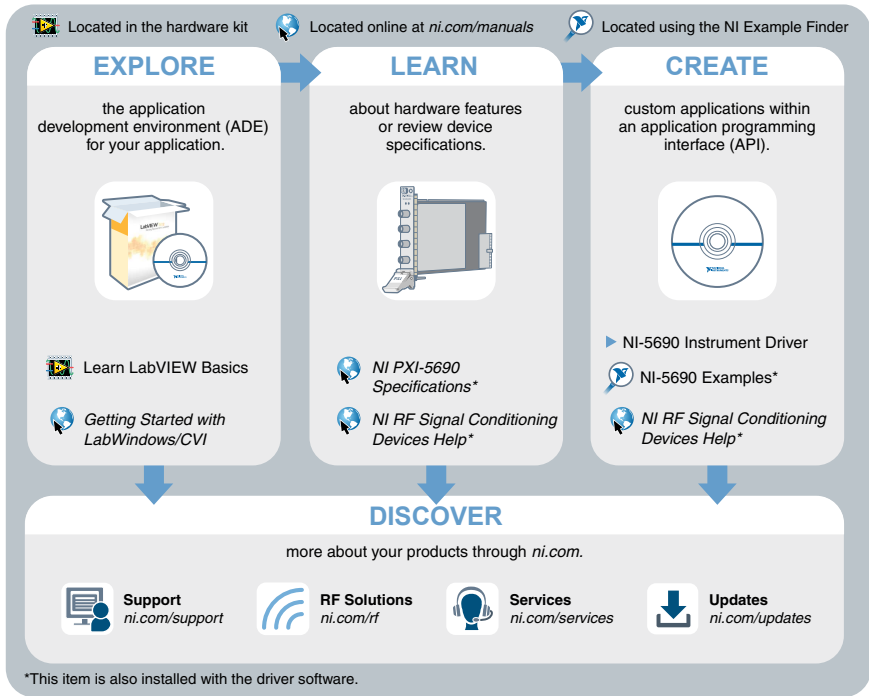 Located in the hardware kit
Located online at ni.com/manuals
Located using the NI Example Finder
EXPLORE
the application
development environment (ADE)
for your application.
LabVIEW
Learn LabVIEW Basics
Getting Started with
LabWindows/CVI
LEARN
about hardware features
or review device
specifications.
NI PXI-5690
Specifications*
NI RF Signal Conditioning
Devices Help*
CREATE
custom applications within
an application programming
interface (API).
NI-5690 Instrument Driver
NI-5690 Examples*
NI RF Signal Conditioning
Devices Help*
DISCOVER
more about your products through ni.com.
Support
ni.com/support
RF Solutions
ni.com/rf
Services
ni.com/services
Updates
ni.com/updates
*This item is also installed with the driver software.